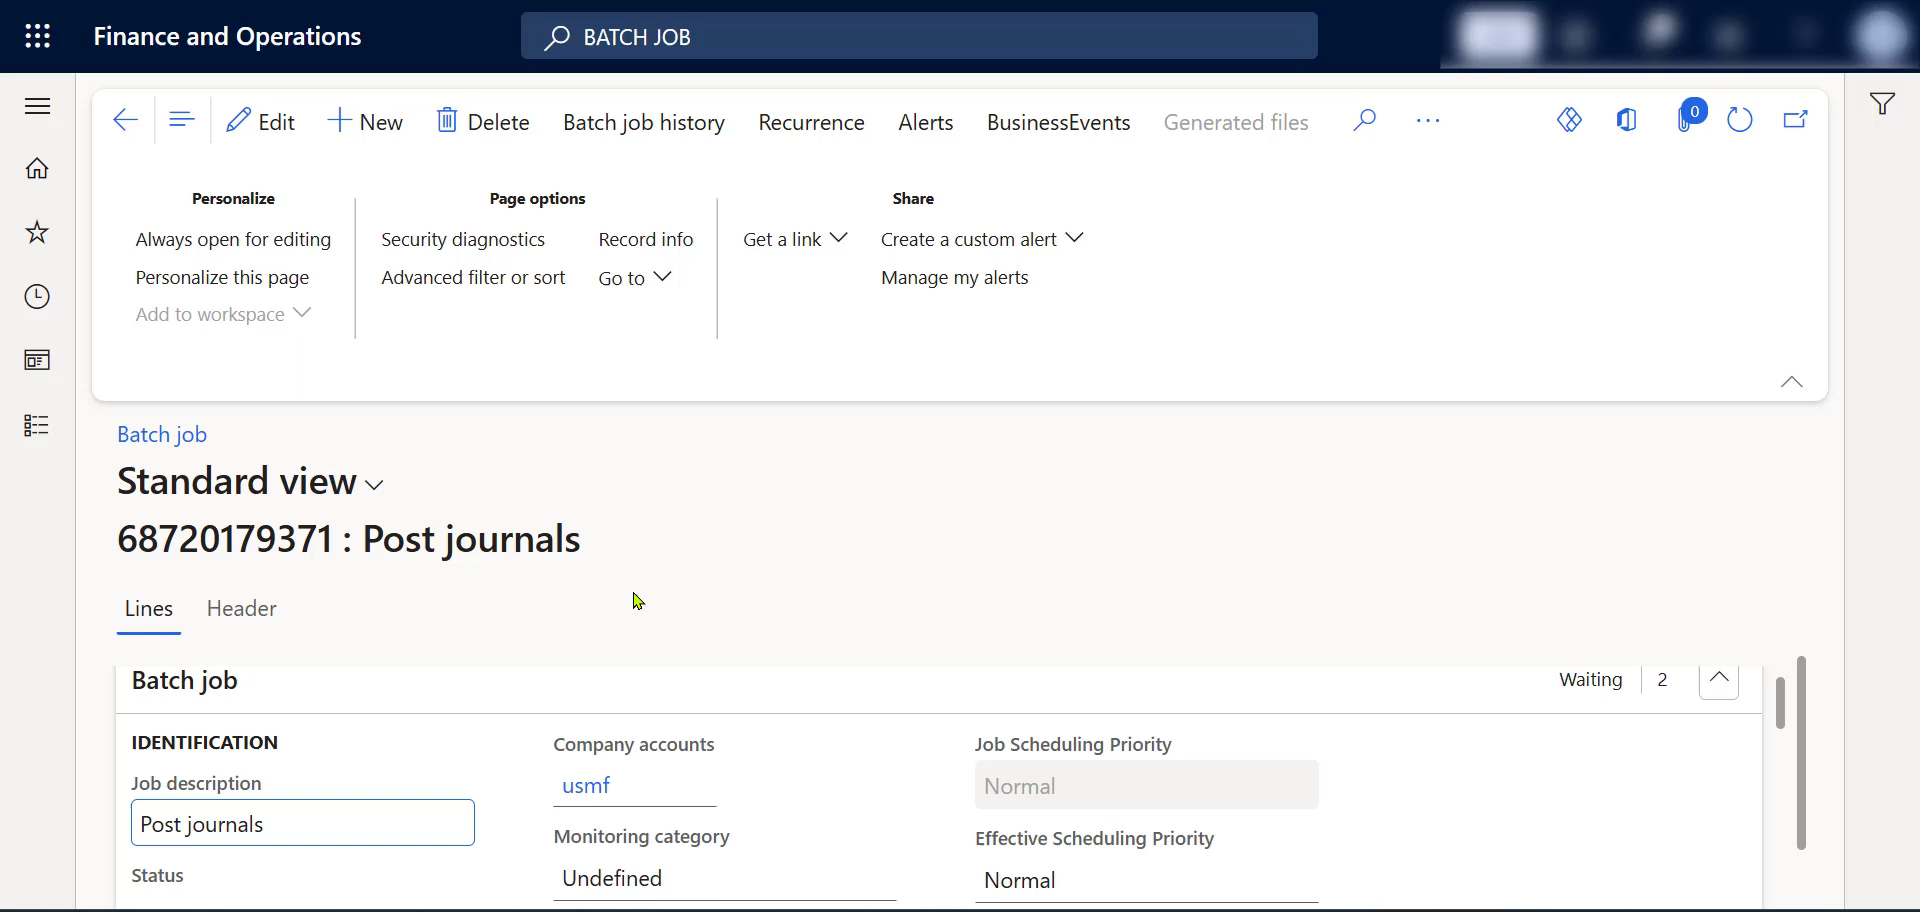 Finance and Operations
BATCH JOB
Edit
New
Delete
Batch job history
Recurrence
Alerts
BusinessEvents
Generated files
0
Personalize
Always open for editing
Personalize this page
Add to workspace
Page options
Security diagnostics
Record info
Advanced filter or sort
Go to
Share
Get a link
Create a custom alert
Manage my alerts
Batch job
Standard view
68720179371 : Post journals
Lines
Header
Batch job
Waiting
2
IDENTIFICATION
Job description
Post journals
Status
Company accounts
usmf
Monitoring category
Undefined
Job Scheduling Priority
Normal
Effective Scheduling Priority
Normal